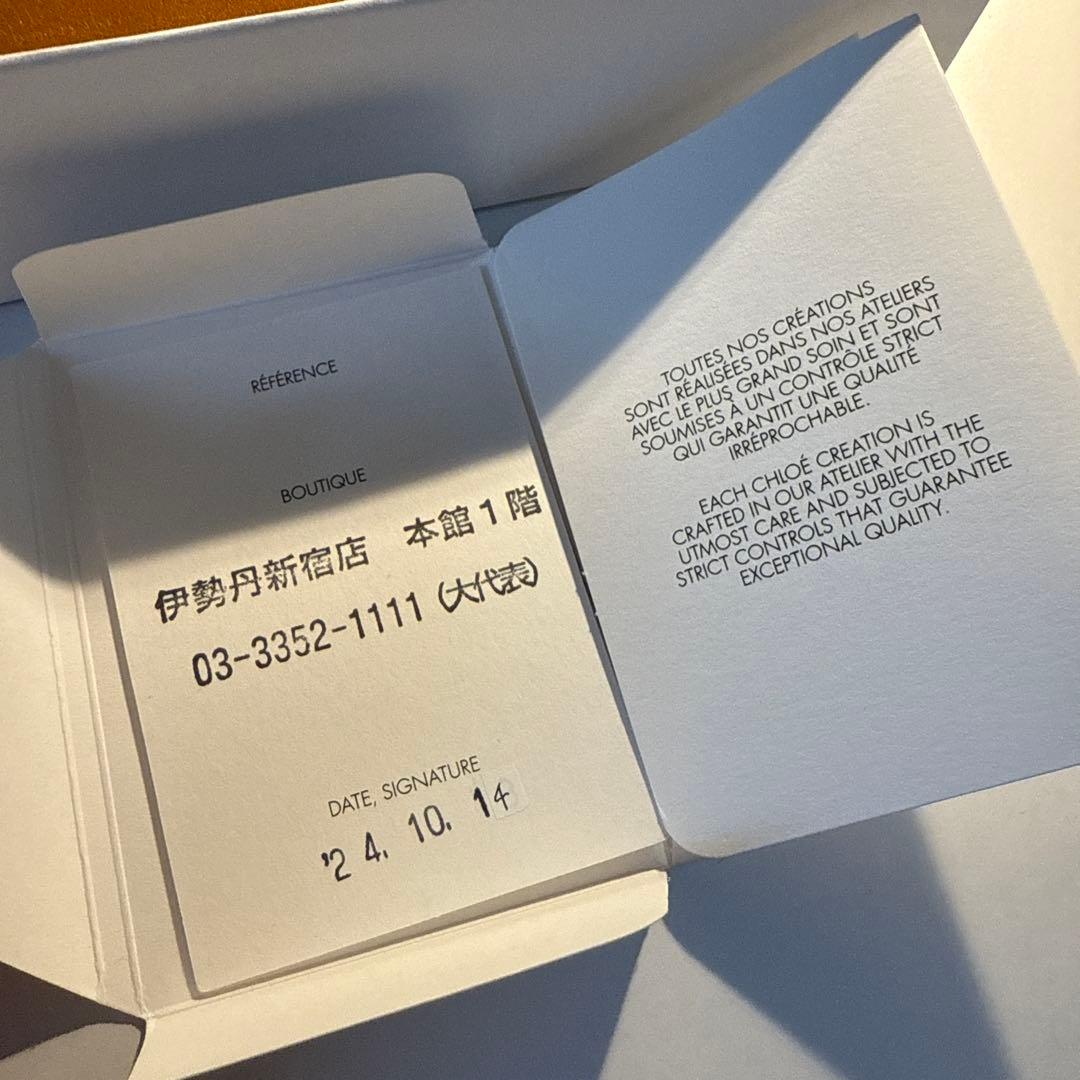 RÉFÉRENCE
BOUTIQUE
伊勢丹新宿店 本館1階
03-3352-1111(大代表)
DATE, SIGNATURE
'24.10.14
TOUTES NOS CRÉATIONS
SONT RÉALISÉES DANS NOS ATELIERS
AVEC LE PLUS GRAND SOIN ET SONT
SOUMISES À UN CONTRÔLE STRICT
QUI GARANTIT UNE QUALITÉ
IRRÉPROCHABLE.
EACH CHLOÉ CREATION IS
CRAFTED IN OUR ATELIER WITH THE
UTMOST CARE AND SUBJECTED TO
STRICT CONTROLS THAT GUARANTEE
EXCEPTIONAL QUALITY.